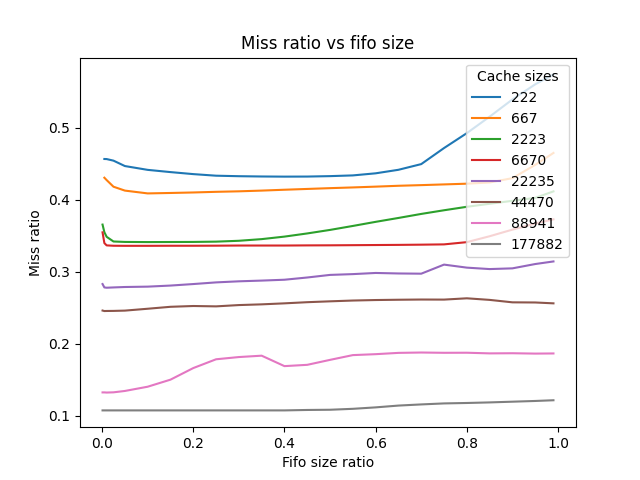 Miss ratio vs fifo size
Cache sizes
222
667
2223
6670
22235
44470
88941
177882
0.5
0.4
0.3
0.2
0.1
Miss ratio
0.0 0.2 0.4 0.6 0.8 1.0
Fifo size ratio